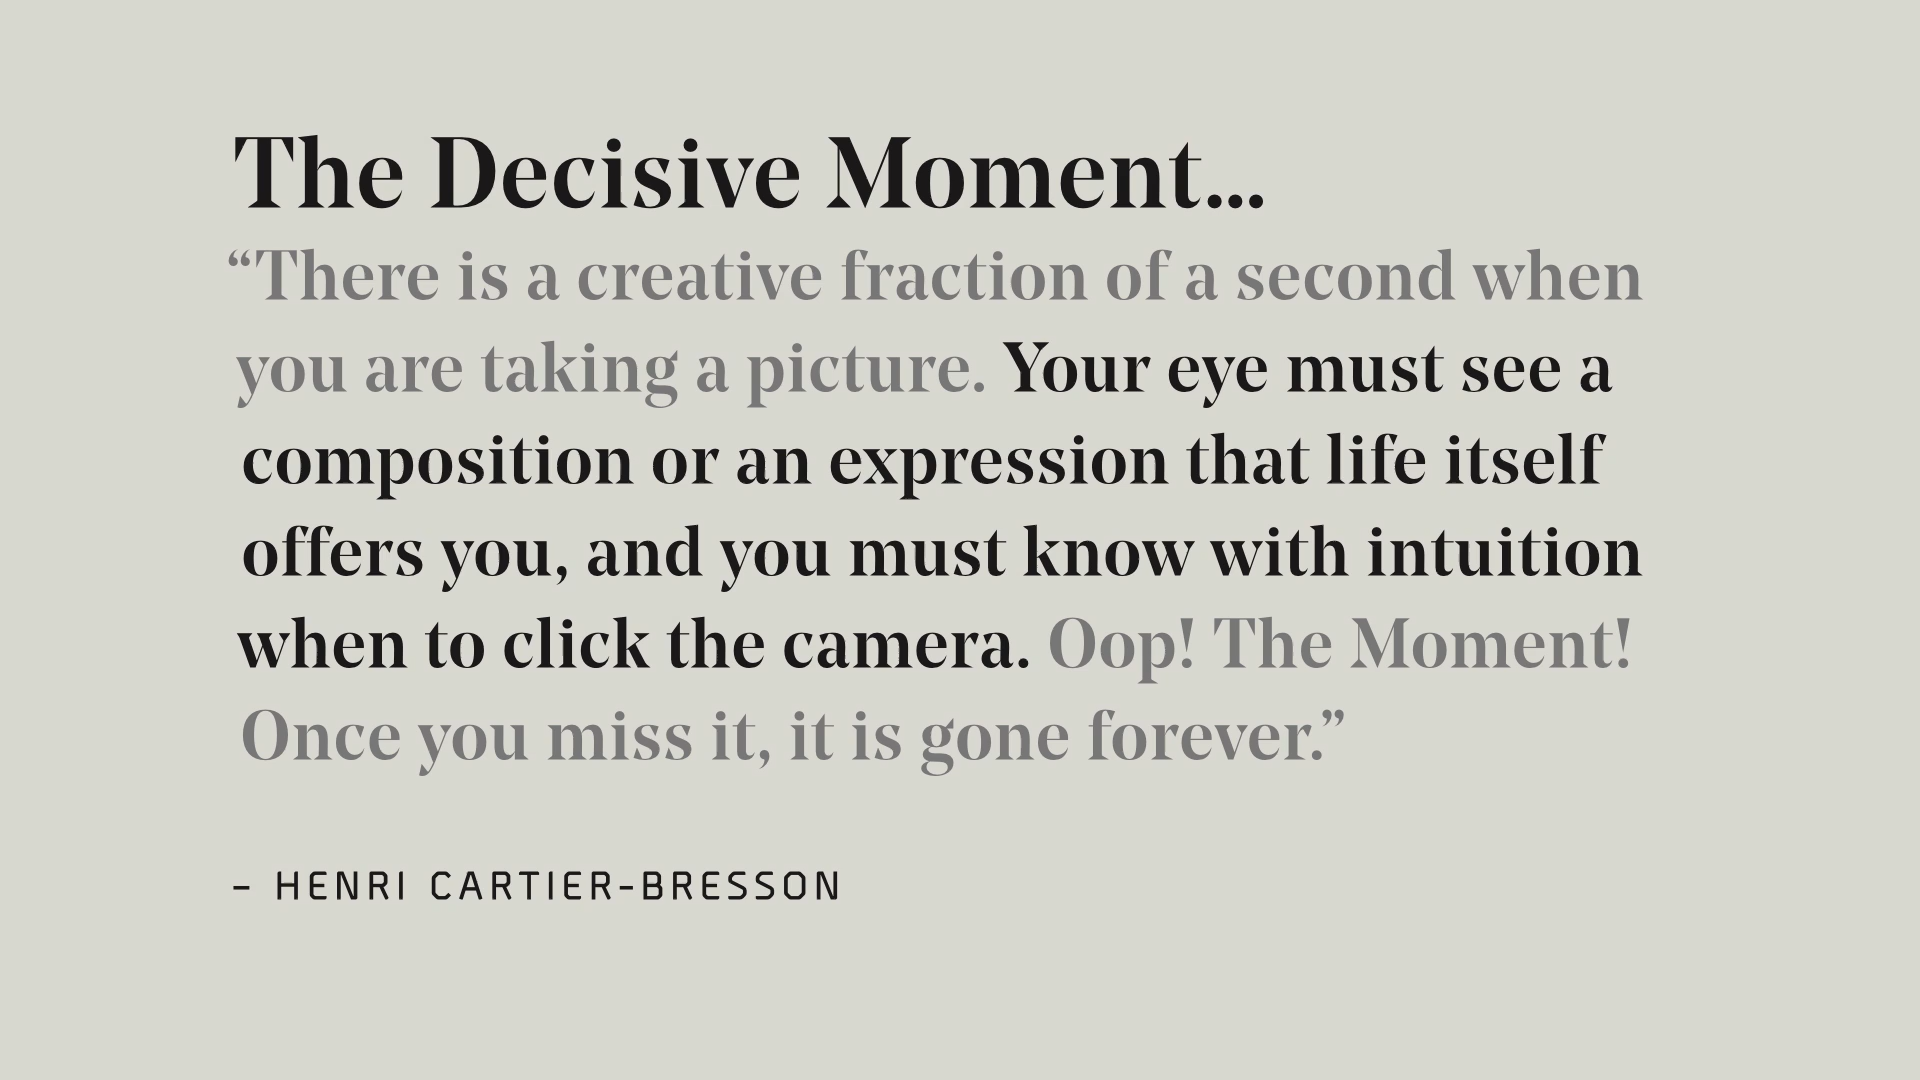 The Decisive Moment...
“There is a creative fraction of a second when
you are taking a picture. Your eye must see a
composition or an expression that life itself
offers you, and you must know with intuition
when to click the camera. Oop! The Moment!
Once you miss it, it is gone forever.”
– HENRI CARTIER-BRESSON